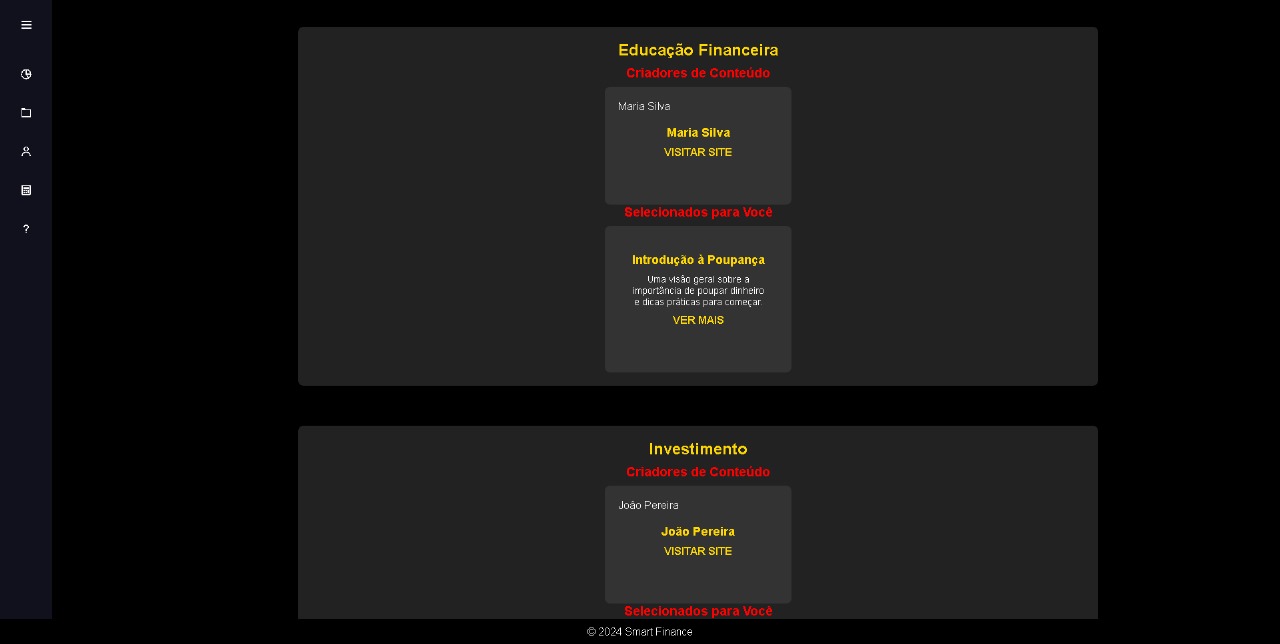 Educação Financeira
Criadores de Conteúdo
Maria Silva
Maria Silva
VISITAR SITE
Selecionados para Você
Introdução à Poupança
Uma visão geral sobre a
importância de poupar dinheiro
e dicas práticas para começar.
VER MAIS
Investimento
Criadores de Conteúdo
João Pereira
João Pereira
VISITAR SITE
Selecionados para Você
© 2024 Smart Finance